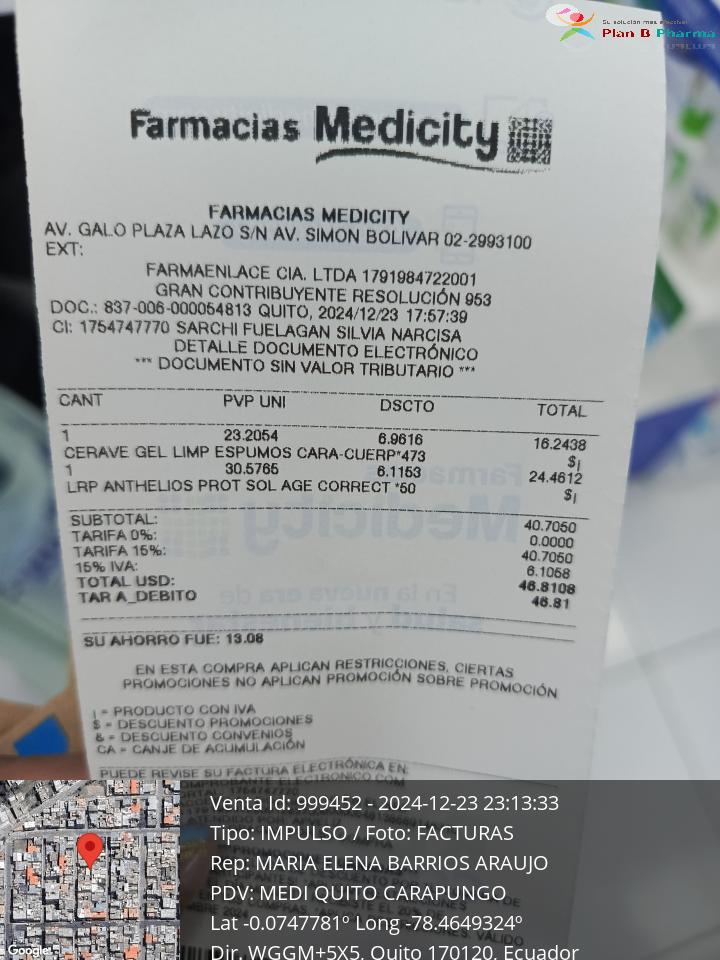 Su solución más efectiva!
Plan B Pharma
Farmacias Medicity
FARMACIAS MEDICITY
AV. GALO PLAZA LAZO S/N AV. SIMON BOLIVAR 02-2993100
EXT:
FARMAENLACE CIA. LTDA 1791984722001
GRAN CONTRIBUYENTE RESOLUCIÓN 953
DOC.: 837-006-000054813 QUITO, 2024/12/23 17:57:39
CI: 1754747770 SARCHI FUELAGAN SILVIA NARCISA
DETALLE DOCUMENTO ELECTRÓNICO
*** DOCUMENTO SIN VALOR TRIBUTARIO ***
CANT PVP UNI DSCTO TOTAL
1 23.2054 6.9616 16.2438
CERAVE GEL LIMP ESPUMOS CARA-CUERP*473 $¡
1 30.5765 6.1153 24.4612
LRP ANTHELIOS PROT SOL AGE CORRECT *50 $¡
SUBTOTAL: 40.7050
TARIFA 0%: 0.0000
TARIFA 15%: 40.7050
15% IVA: 6.1058
TOTAL USD: 46.8108
TAR A_DEBITO 46.81
SU AHORRO FUE: 13.08
EN ESTA COMPRA APLICAN RESTRICCIONES, CIERTAS
PROMOCIONES NO APLICAN PROMOCIÓN SOBRE PROMOCIÓN
¡ = PRODUCTO CON IVA
$ = DESCUENTO PROMOCIONES
& = DESCUENTO CONVENIOS
CA = CANJE DE ACUMULACIÓN
PUEDE REVISE SU FACTURA ELECTRÓNICA EN:
Venta Id: 999452 - 2024-12-23 23:13:33
Tipo: IMPULSO / Foto: FACTURAS
Rep: MARIA ELENA BARRIOS ARAUJO
PDV: MEDI QUITO CARAPUNGO
Lat -0.0747781º Long -78.4649324º
Dir. WGGM+5X5, Quito 170120, Ecuador
Google